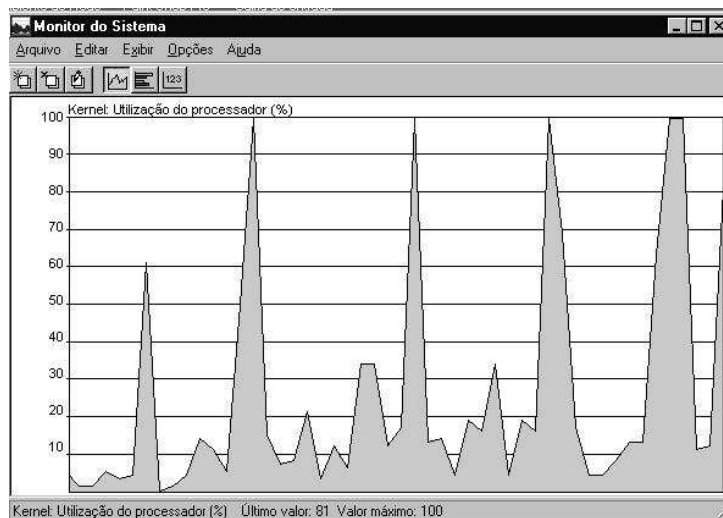 Monitor do Sistema
Arquivo Editar Exibir Opções Ajuda
123
Kernel: Utilização do processador (%)
100
90
80
70
60
50
40
30
20
10
Kernel: Utilização do processador (%) Último valor: 81 Valor máximo: 100